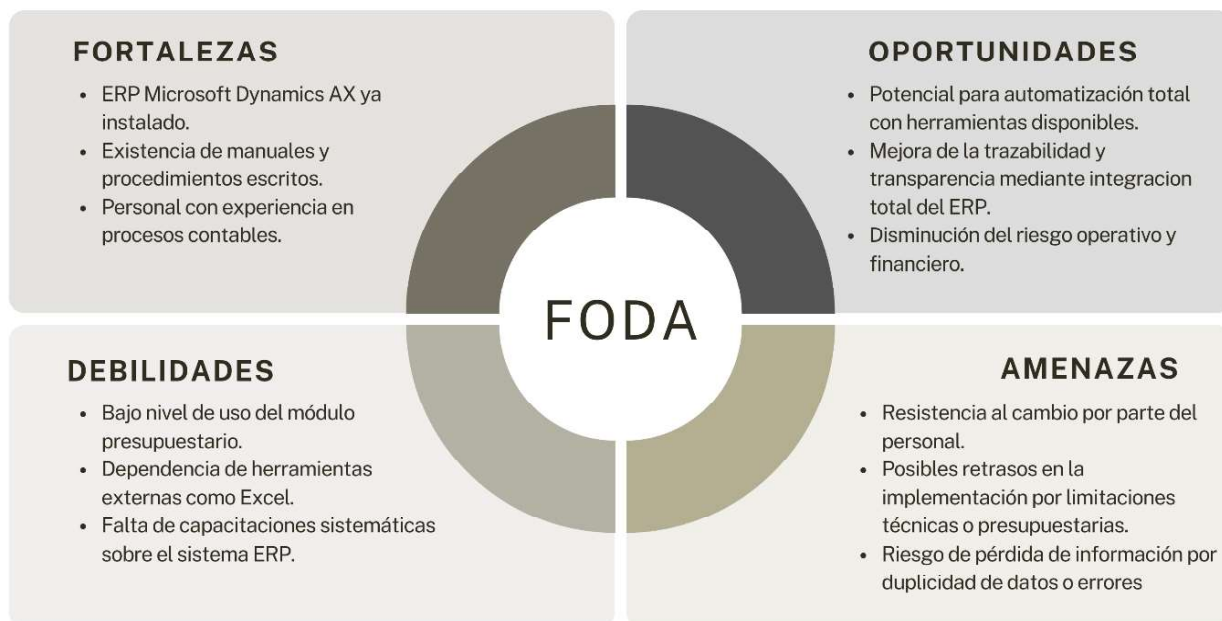 FORTALEZAS
• ERP Microsoft Dynamics AX ya
instalado.
• Existencia de manuales y
procedimientos escritos.
• Personal con experiencia en
procesos contables.
OPORTUNIDADES
• Potencial para automatización total
con herramientas disponibles.
• Mejora de la trazabilidad y
transparencia mediante integracion
total del ERP.
• Disminución del riesgo operativo y
financiero.
FODA
DEBILIDADES
• Bajo nivel de uso del módulo
presupuestario.
• Dependencia de herramientas
externas como Excel.
• Falta de capacitaciones sistemáticas
sobre el sistema ERP.
AMENAZAS
• Resistencia al cambio por parte del
personal.
• Posibles retrasos en la
implementación por limitaciones
técnicas o presupuestarias.
• Riesgo de pérdida de información por
duplicidad de datos o errores